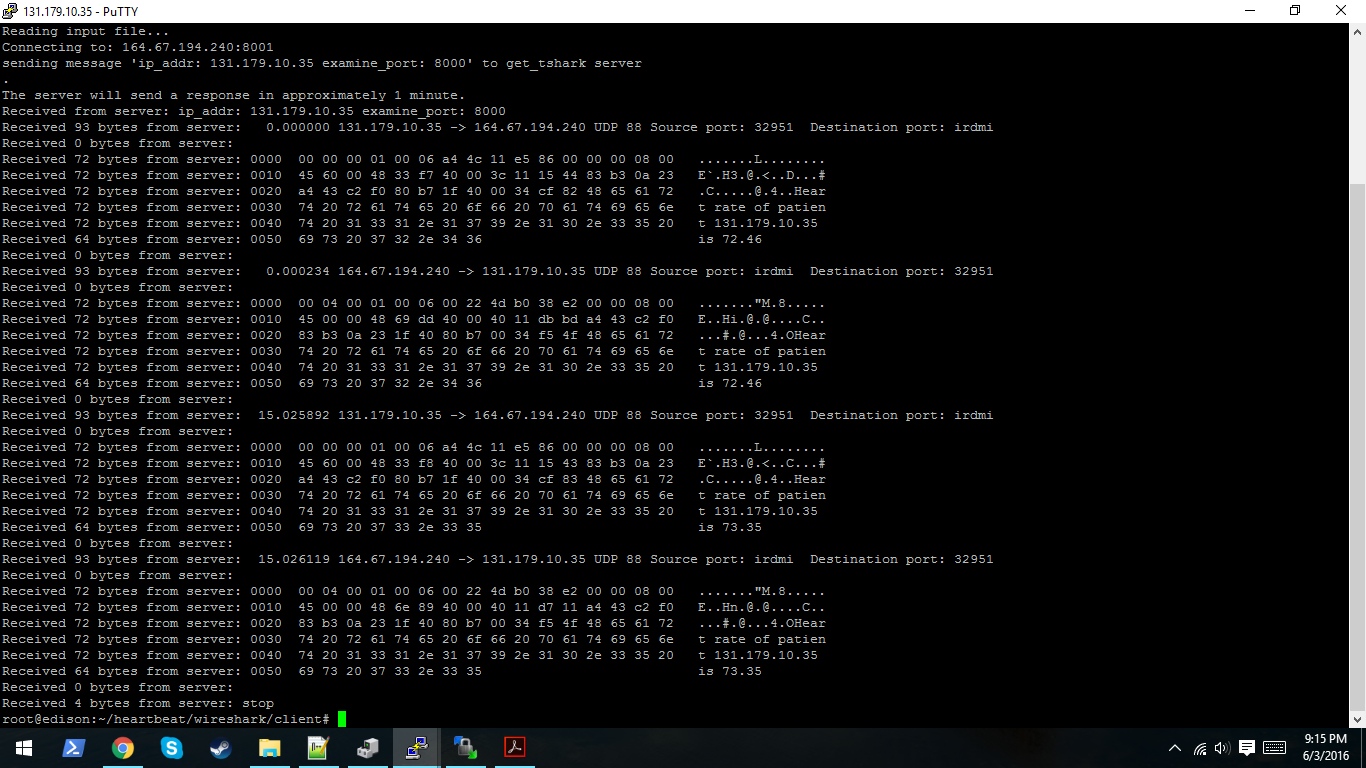 131.179.10.35 - PuTTY
Reading input file...
Connecting to: 164.67.194.240:8001
sending message 'ip_addr: 131.179.10.35 examine_port: 8000' to get_tshark server
.
The server will send a response in approximately 1 minute.
Received from server: ip_addr: 131.179.10.35 examine_port: 8000
Received 93 bytes from server:   0.000000 131.179.10.35 -> 164.67.194.240 UDP 88 Source port: 32951  Destination port: irdmi
Received 0 bytes from server:
Received 72 bytes from server: 0000  00 00 00 01 00 06 a4 4c 11 e5 86 00 00 00 08 00   .......L........
Received 72 bytes from server: 0010  45 60 00 48 33 f7 40 00 3c 11 15 44 83 b3 0a 23   E`.H3.@.<..D...#
Received 72 bytes from server: 0020  a4 43 c2 f0 80 b7 1f 40 00 34 cf 82 48 65 61 72   .C.....@.4..Hear
Received 72 bytes from server: 0030  74 20 72 61 74 65 20 6f 66 20 70 61 74 69 65 6e   t rate of patien
Received 72 bytes from server: 0040  74 20 31 33 31 2e 31 37 39 2e 31 30 2e 33 35 20   t 131.179.10.35
Received 64 bytes from server: 0050  69 73 20 37 32 2e 34 36                           is 72.46
Received 0 bytes from server:
Received 93 bytes from server:   0.000234 164.67.194.240 -> 131.179.10.35 UDP 88 Source port: irdmi  Destination port: 32951
Received 0 bytes from server:
Received 72 bytes from server: 0000  00 04 00 01 00 06 00 22 4d b0 38 e2 00 00 08 00   ......."M.8.....
Received 72 bytes from server: 0010  45 00 00 48 69 dd 40 00 40 11 db bd a4 43 c2 f0   E..Hi.@.@....C..
Received 72 bytes from server: 0020  83 b3 0a 23 1f 40 80 b7 00 34 f5 4f 48 65 61 72   ...#.@...4.OHear
Received 72 bytes from server: 0030  74 20 72 61 74 65 20 6f 66 20 70 61 74 69 65 6e   t rate of patien
Received 72 bytes from server: 0040  74 20 31 33 31 2e 31 37 39 2e 31 30 2e 33 35 20   t 131.179.10.35
Received 64 bytes from server: 0050  69 73 20 37 32 2e 34 36                           is 72.46
Received 0 bytes from server:
Received 93 bytes from server:  15.025892 131.179.10.35 -> 164.67.194.240 UDP 88 Source port: 32951  Destination port: irdmi
Received 0 bytes from server:
Received 72 bytes from server: 0000  00 00 00 01 00 06 a4 4c 11 e5 86 00 00 00 08 00   .......L........
Received 72 bytes from server: 0010  45 60 00 48 33 f8 40 00 3c 11 15 43 83 b3 0a 23   E`.H3.@.<..C...#
Received 72 bytes from server: 0020  a4 43 c2 f0 80 b7 1f 40 00 34 cf 83 48 65 61 72   .C.....@.4..Hear
Received 72 bytes from server: 0030  74 20 72 61 74 65 20 6f 66 20 70 61 74 69 65 6e   t rate of patien
Received 72 bytes from server: 0040  74 20 31 33 31 2e 31 37 39 2e 31 30 2e 33 35 20   t 131.179.10.35
Received 64 bytes from server: 0050  69 73 20 37 33 2e 33 35                           is 73.35
Received 0 bytes from server:
Received 93 bytes from server:  15.026119 164.67.194.240 -> 131.179.10.35 UDP 88 Source port: irdmi  Destination port: 32951
Received 0 bytes from server:
Received 72 bytes from server: 0000  00 04 00 01 00 06 00 22 4d b0 38 e2 00 00 08 00   ......."M.8.....
Received 72 bytes from server: 0010  45 00 00 48 6e 89 40 00 40 11 d7 11 a4 43 c2 f0   E..Hn.@.@....C..
Received 72 bytes from server: 0020  83 b3 0a 23 1f 40 80 b7 00 34 f5 4f 48 65 61 72   ...#.@...4.OHear
Received 72 bytes from server: 0030  74 20 72 61 74 65 20 6f 66 20 70 61 74 69 65 6e   t rate of patien
Received 72 bytes from server: 0040  74 20 31 33 31 2e 31 37 39 2e 31 30 2e 33 35 20   t 131.179.10.35
Received 64 bytes from server: 0050  69 73 20 37 33 2e 33 35                           is 73.35
Received 0 bytes from server:
Received 4 bytes from server: stop
root@edison:~/heartbeat/wireshark/client#
9:15 PM
6/3/2016